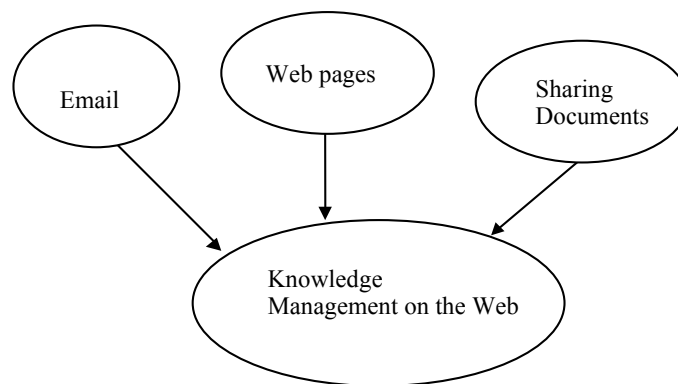 Email
Web pages
Sharing
Documents
Knowledge
Management on the Web